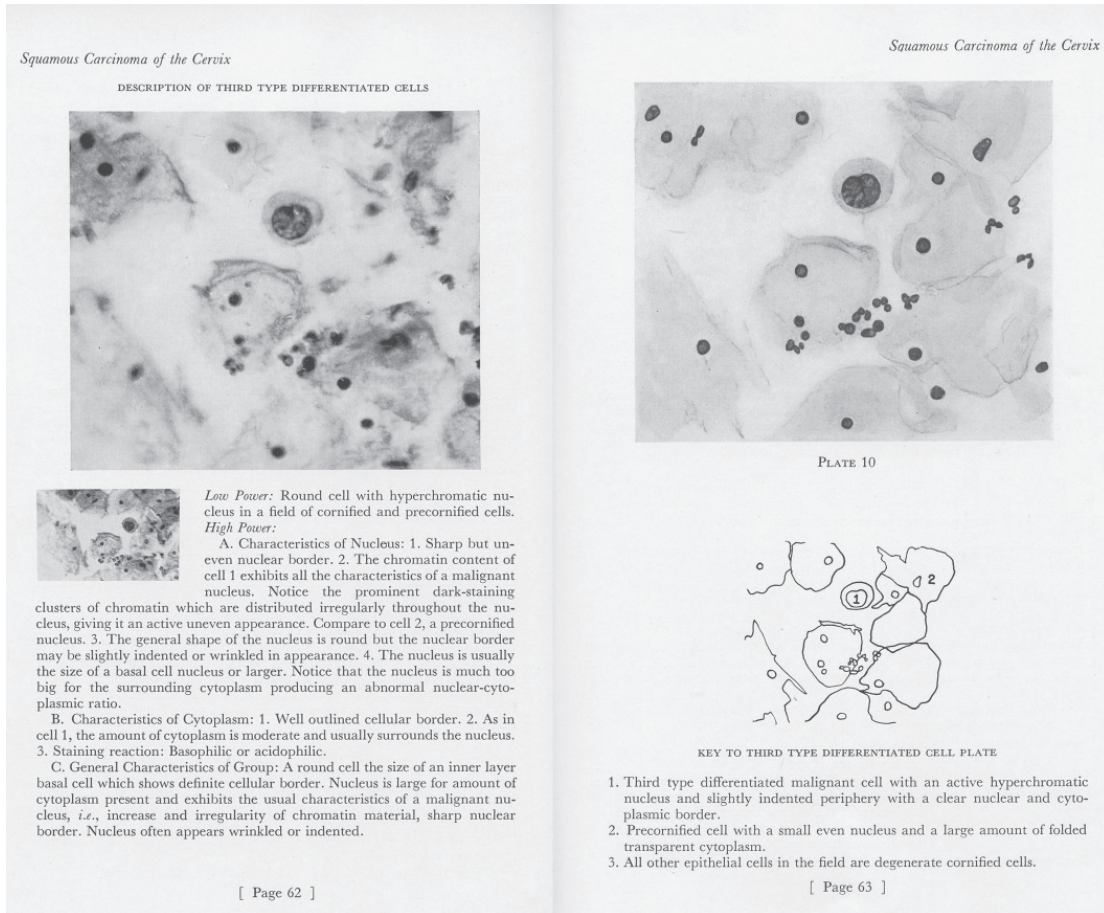 Squamous Carcinoma of the Cervix
DESCRIPTION OF THIRD TYPE DIFFERENTIATED CELLS
Low Power: Round cell with hyperchromatic nu-
cleus in a field of cornified and precornified cells.
High Power:
A. Characteristics of Nucleus: 1. Sharp but un-
even nuclear border. 2. The chromatin content of
cell 1 exhibits all the characteristics of a malignant
nucleus. Notice the prominent dark-staining
clusters of chromatin which are distributed irregularly throughout the nu-
cleus, giving it an active uneven appearance. Compare to cell 2, a precornified
nucleus. 3. The general shape of the nucleus is round but the nuclear border
may be slightly indented or wrinkled in appearance. 4. The nucleus is usually
the size of a basal cell nucleus or larger. Notice that the nucleus is much too
big for the surrounding cytoplasm producing an abnormal nuclear-cyto-
plasmic ratio.
B. Characteristics of Cytoplasm: 1. Well outlined cellular border. 2. As in
cell 1, the amount of cytoplasm is moderate and usually surrounds the nucleus.
3. Staining reaction: Basophilic or acidophilic.
C. General Characteristics of Group: A round cell the size of an inner layer
basal cell which shows definite cellular border. Nucleus is large for amount of
cytoplasm present and exhibits the usual characteristics of a malignant nu-
cleus, i.e., increase and irregularity of chromatin material, sharp nuclear
border. Nucleus often appears wrinkled or indented.
[ Page 62 ]
Squamous Carcinoma of the Cervix
PLATE 10
2
1
KEY TO THIRD TYPE DIFFERENTIATED CELL PLATE
1. Third type differentiated malignant cell with an active hyperchromatic
nucleus and slightly indented periphery with a clear nuclear and cyto-
plasmic border.
2. Precornified cell with a small even nucleus and a large amount of folded
transparent cytoplasm.
3. All other epithelial cells in the field are degenerate cornified cells.
[ Page 63 ]